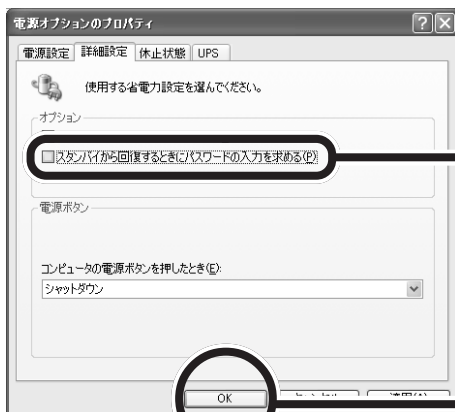 電源オプションのプロパティ
電源設定 詳細設定 休止状態 UPS
使用する省電力設定を選んでください。
オプション
スタンバイから回復するときにパスワードの入力を求める(P)
電源ボタン
コンピュータの電源ボタンを押したとき(E):
シャットダウン
OK